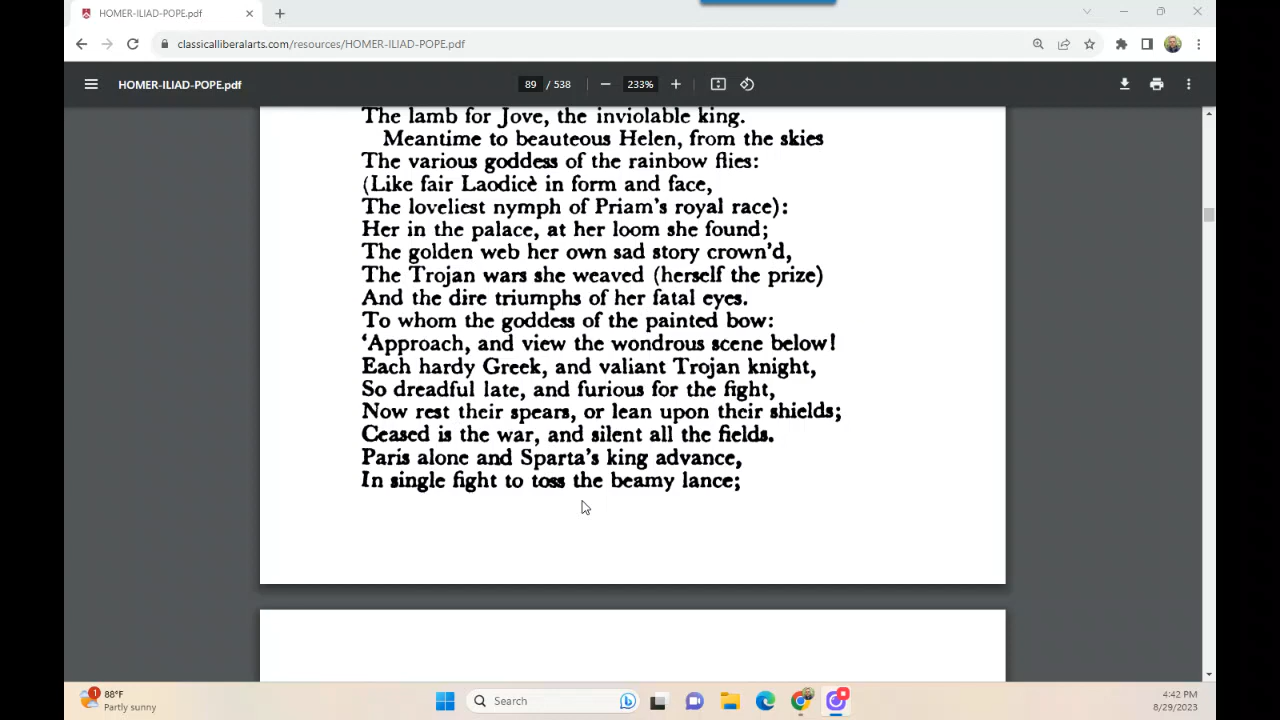 HOMER-ILIAD-POPE.pdf
classicalliberalarts.com/resources/HOMER-ILIAD-POPE.pdf
HOMER-ILIAD-POPE.pdf 89 / 538 233%
The lamb for Jove, the inviolable king.
Meantime to beauteous Helen, from the skies
The various goddess of the rainbow flies:
(Like fair Laodicè in form and face,
The loveliest nymph of Priam's royal race):
Her in the palace, at her loom she found;
The golden web her own sad story crown'd,
The Trojan wars she weaved (herself the prize)
And the dire triumphs of her fatal eyes.
To whom the goddess of the painted bow:
'Approach, and view the wondrous scene below!
Each hardy Greek, and valiant Trojan knight,
So dreadful late, and furious for the fight,
Now rest their spears, or lean upon their shields;
Ceased is the war, and silent all the fields.
Paris alone and Sparta's king advance,
In single fight to toss the beamy lance;
1
88°F
Partly sunny
Search
4:42 PM
8/29/2023